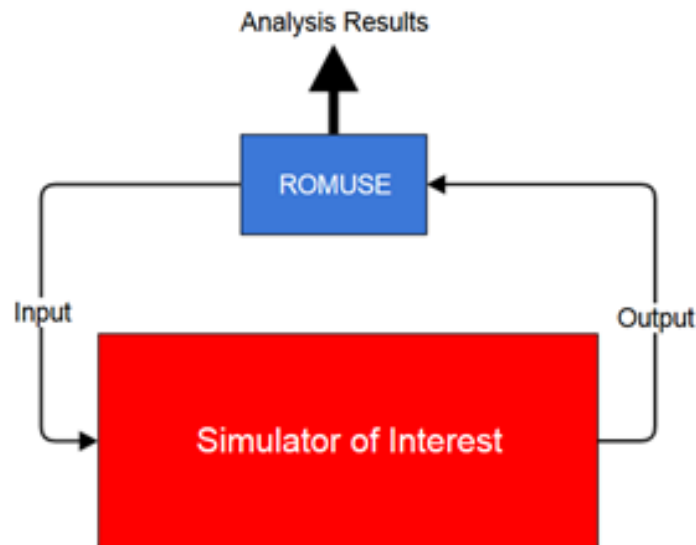 Analysis Results
ROMUSE
Input
Output
Simulator of Interest